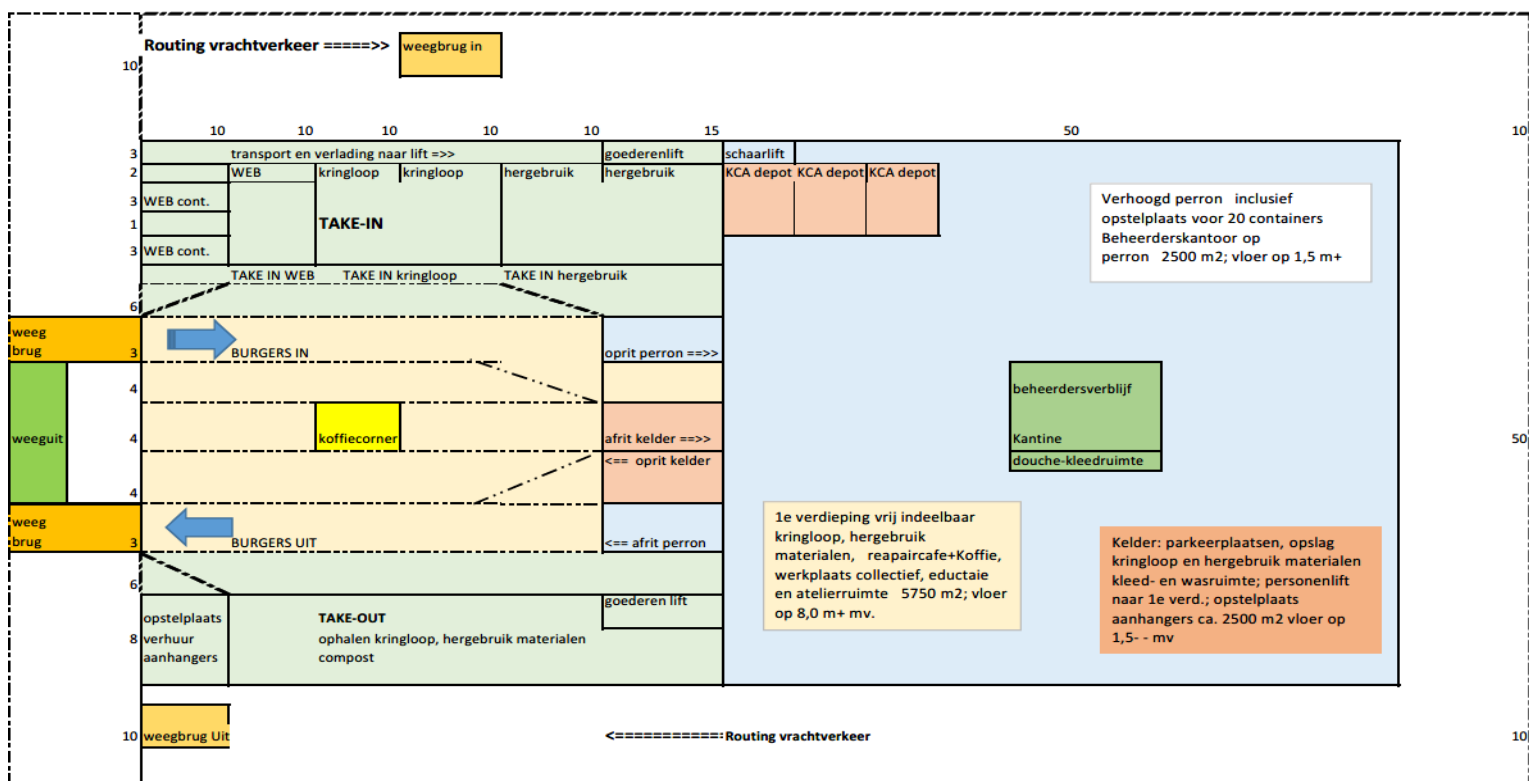 Routing vrachtverkeer =====>>
weegbrug in
10
10 10 10 10 10 15 50 10
3 transport en verlading naar lift =>> goederenlift schaarlift
2 WEB kringloop kringloop hergebruik hergebruik KCA depot KCA depot KCA depot
3 WEB cont.
1 TAKE-IN
3 WEB cont.
Verhoogd perron inclusief
opstelplaats voor 20 containers
Beheerderskantoor op
perron 2500 m2; vloer op 1,5 m+
TAKE IN WEB TAKE IN kringloop TAKE IN hergebruik
6
weeg
brug
3 BURGERS IN oprit perron ==>>
4
beheerdersverblijf
weeguit
4 koffiecorner afrit kelder ==>> Kantine 50
<== oprit kelder douche-kleedruimte
4
weeg
brug
3 BURGERS UIT <== afrit perron
1e verdieping vrij indeelbaar
kringloop, hergebruik
materialen, reapaircafe+Koffie,
werkplaats collectief, eductaie
en atelierruimte 5750 m2; vloer
op 8,0 m+ mv.
Kelder: parkeerplaatsen, opslag
kringloop en hergebruik materialen
kleed- en wasruimte; personenlift
naar 1e verd.; opstelplaats
aanhangers ca. 2500 m2 vloer op
1,5- - mv
6
goederen lift
opstelplaats
verhuur
aanhangers
8
TAKE-OUT
ophalen kringloop, hergebruik materialen
compost
10 weegbrug Uit <===========: Routing vrachtverkeer 10